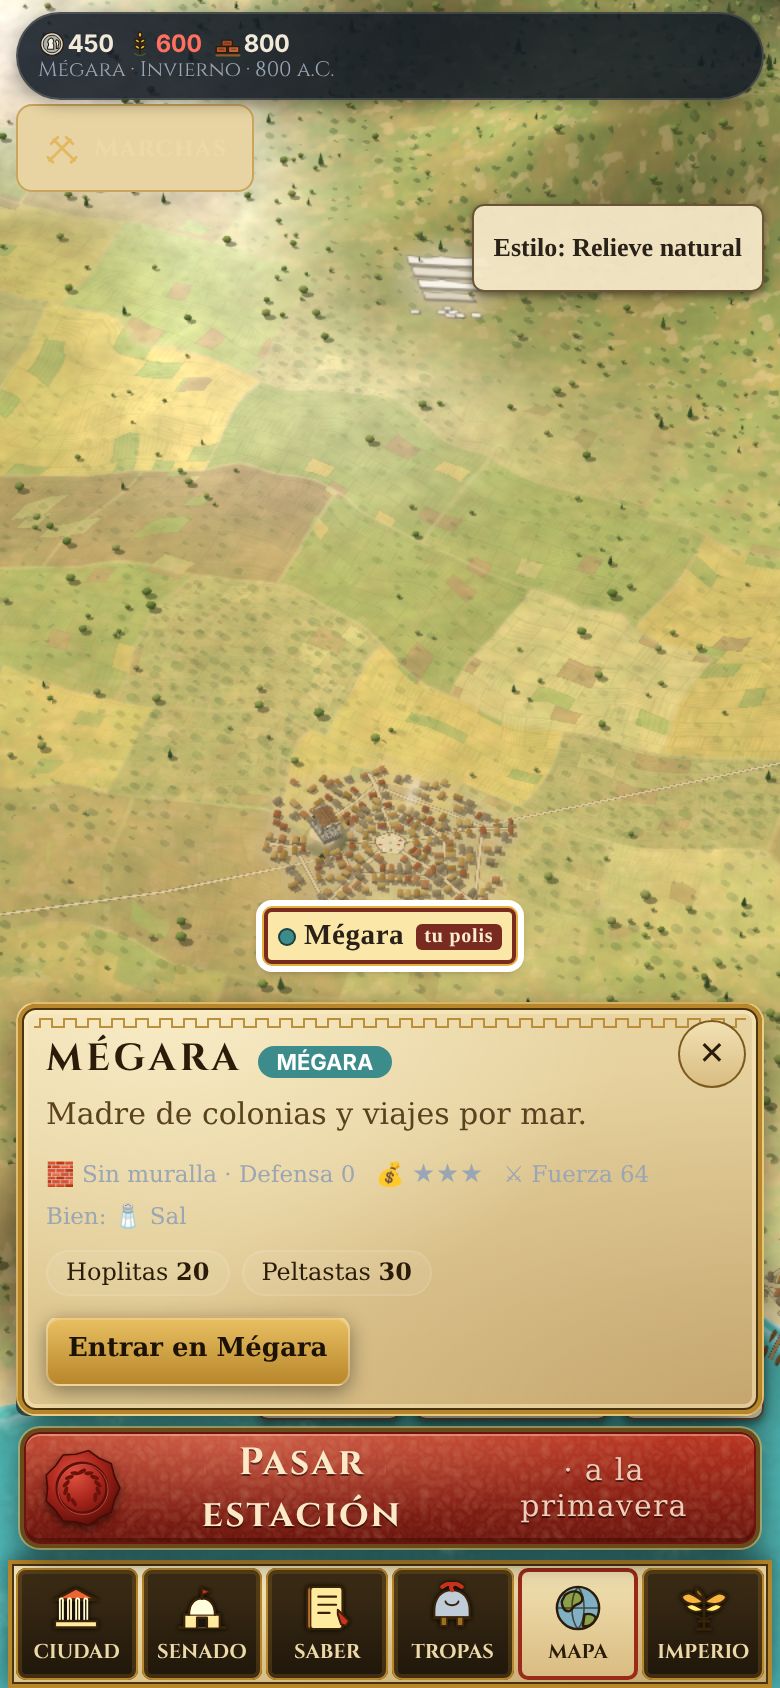 450 600 800
Mégara · Invierno · 800 a.C.
Marchas
Estilo: Relieve natural
Mégara tu polis
MÉGARA MÉGARA
✕
Madre de colonias y viajes por mar.
Sin muralla · Defensa 0 ★★★ ⚔ Fuerza 64
Bien: Sal
Hoplitas 20 Peltastas 30
Entrar en Mégara
Pasar
estación
· a la
primavera
CIUDAD SENADO SABER TROPAS MAPA IMPERIO